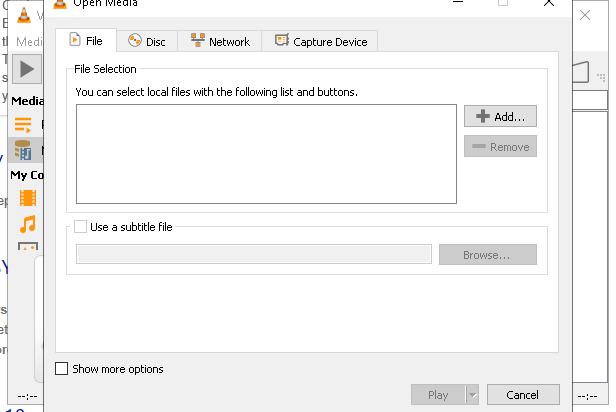 Open Media
File
Disc
Network
Capture Device
File Selection
You can select local files with the following list and buttons.
Add...
Remove
Use a subtitle file
Browse...
Show more options
Play
Cancel
Medi
Media
My Co
--:--
--:--